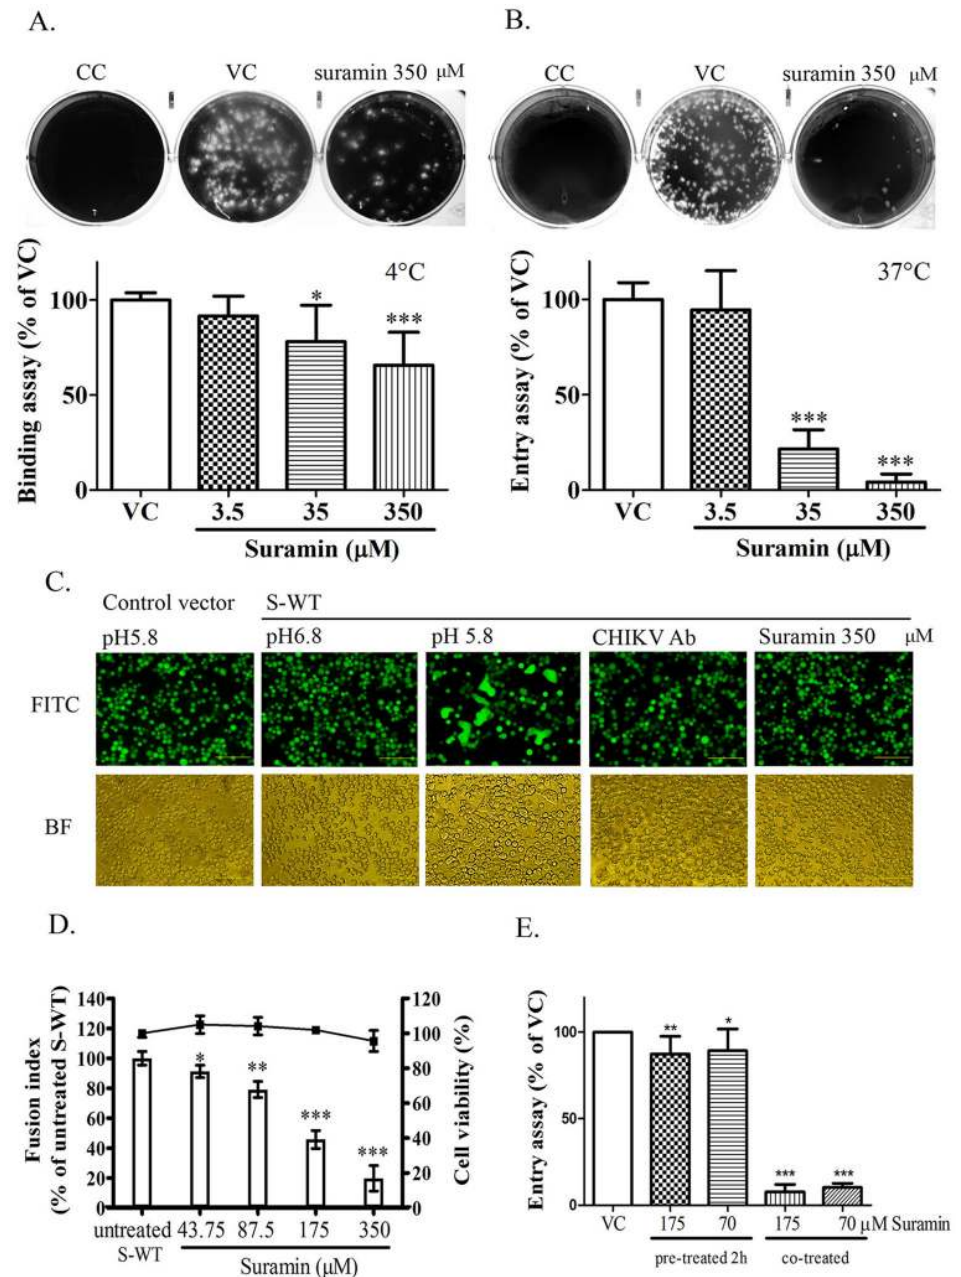 A.
CC VC suramin 350 μM
Binding assay (% of VC)
4°C
100
50
0
* ***
VC 3.5 35 350
Suramin (μM)
B.
CC VC suramin 350 μM
Entry assay (% of VC)
37°C
100
50
0
*** ***
VC 3.5 35 350
Suramin (μM)
C.
Control vector S-WT
pH5.8 pH6.8 pH 5.8 CHIKV Ab Suramin 350 μM
FITC
BF
D.
Fusion index
(% of untreated S-WT)
140
120
100
80
60
40
20
0
* ** *** ***
120
100
80
60
40
20
0
Cell viability (%)
untreated
S-WT
43.75 87.5 175 350
Suramin (μM)
E.
Entry assay (% of VC)
100
50
0
** * *** ***
VC 175 70 175 70 μM Suramin
pre-treated 2h co-treated